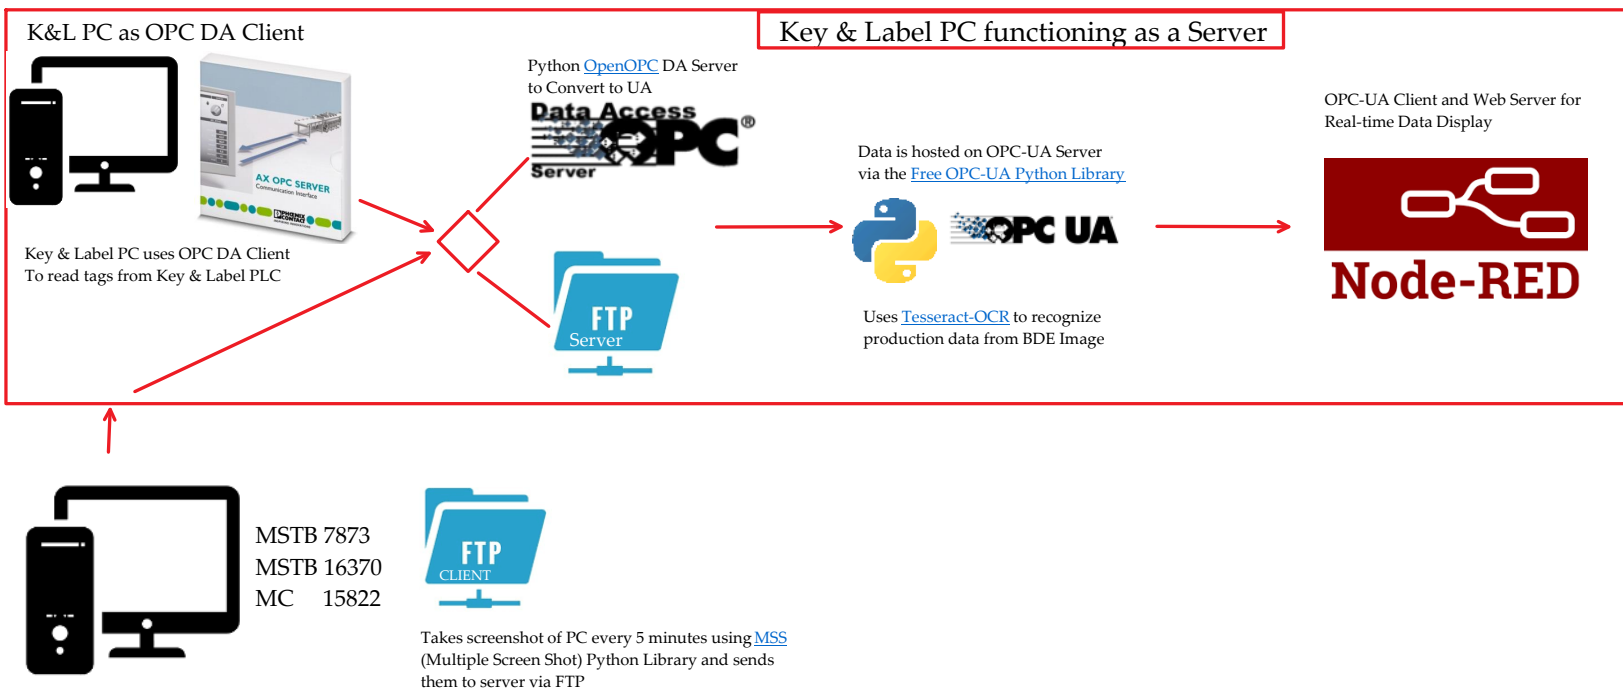 K&L PC as OPC DA Client
Key & Label PC functioning as a Server
AX OPC SERVER
Communication Interface
PHŒNIX
CONTACT
Key & Label PC uses OPC DA Client
To read tags from Key & Label PLC
Python OpenOPC DA Server
to Convert to UA
Data Access
OPC®
Server
FTP
Server
Data is hosted on OPC-UA Server
via the Free OPC-UA Python Library
OPC UA
Uses Tesseract-OCR to recognize
production data from BDE Image
OPC-UA Client and Web Server for
Real-time Data Display
Node-RED
MSTB 7873
MSTB 16370
MC 15822
FTP
CLIENT
Takes screenshot of PC every 5 minutes using MSS
(Multiple Screen Shot) Python Library and sends
them to server via FTP